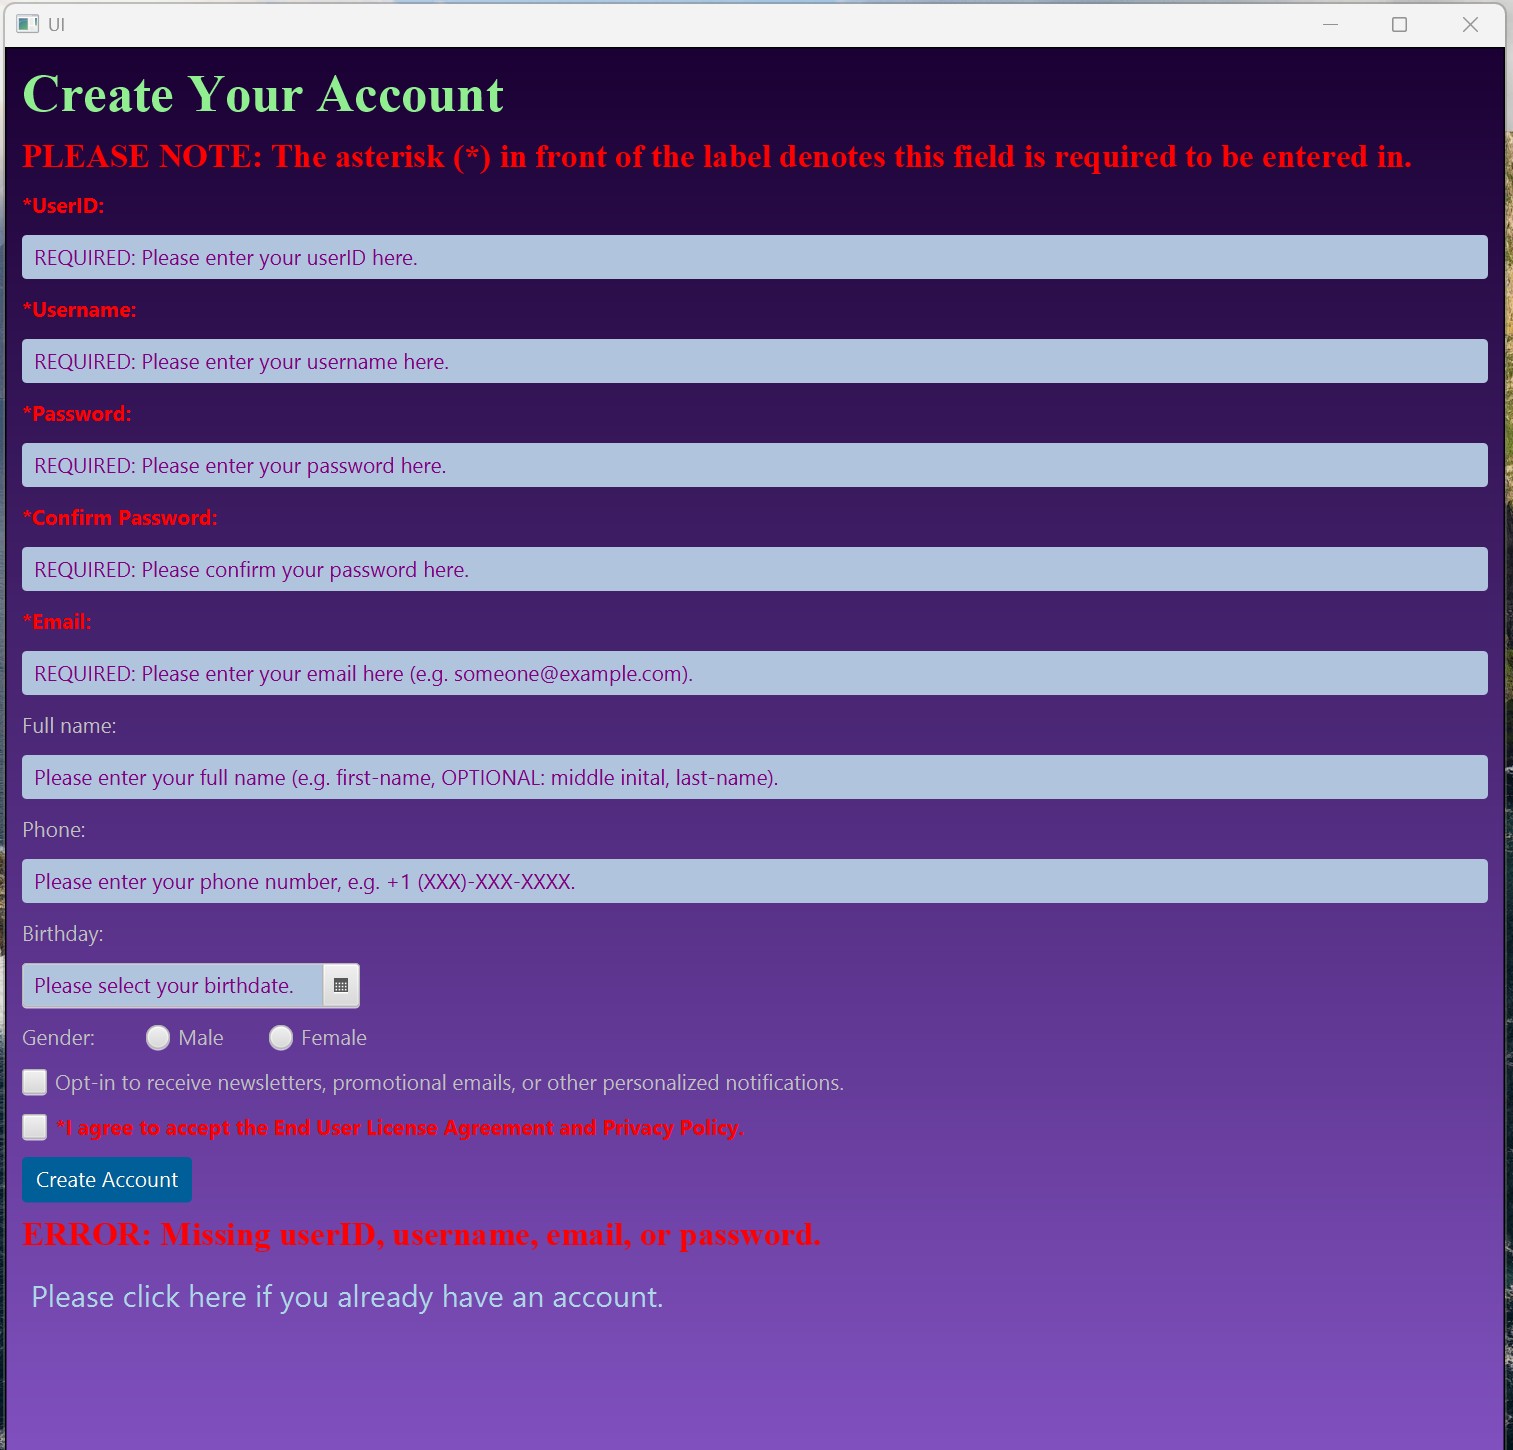 UI
Create Your Account
PLEASE NOTE: The asterisk (*) in front of the label denotes this field is required to be entered in.
*UserID:
REQUIRED: Please enter your userID here.
*Username:
REQUIRED: Please enter your username here.
*Password:
REQUIRED: Please enter your password here.
*Confirm Password:
REQUIRED: Please confirm your password here.
*Email:
REQUIRED: Please enter your email here (e.g. someone@example.com).
Full name:
Please enter your full name (e.g. first-name, OPTIONAL: middle inital, last-name).
Phone:
Please enter your phone number, e.g. +1 (XXX)-XXX-XXXX.
Birthday:
Please select your birthdate.
Gender: Male Female
Opt-in to receive newsletters, promotional emails, or other personalized notifications.
*I agree to accept the End User License Agreement and Privacy Policy.
Create Account
ERROR: Missing userID, username, email, or password.
Please click here if you already have an account.